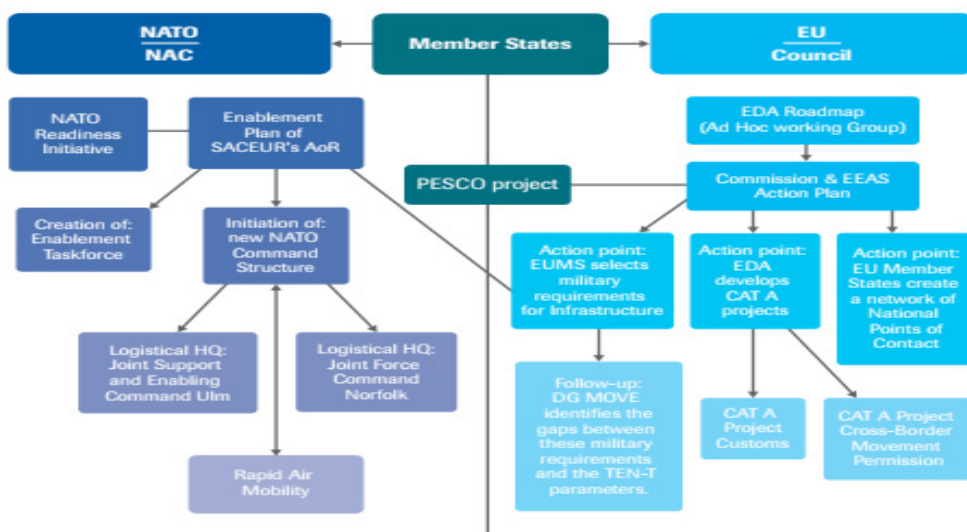 NATO
NAC
Member States
EU
Council
NATO
Readiness
Initiative
Enablement
Plan of
SACEUR's AoR
EDA Roadmap
(Ad Hoc working Group)
PESCO project
Commission & EEAS
Action Plan
Creation of:
Enablement
Taskforce
Initiation of:
new NATO
Command
Structure
Action point:
EUMS selects
military
requirements
for Infrastructure
Action point:
EDA
develops
CAT A
projects
Action point:
EU Member
States create
a network of
National
Points of
Contact
Logistical HQ:
Joint Support
and Enabling
Command Ulm
Logistical HQ:
Joint Force
Command
Norfolk
Follow-up:
DG MOVE
identifies the
gaps between
these military
requirements
and the TEN-T
parameters.
CAT A
Project
Customs
CAT A Project
Cross-Border
Movement
Permission
Rapid Air
Mobility